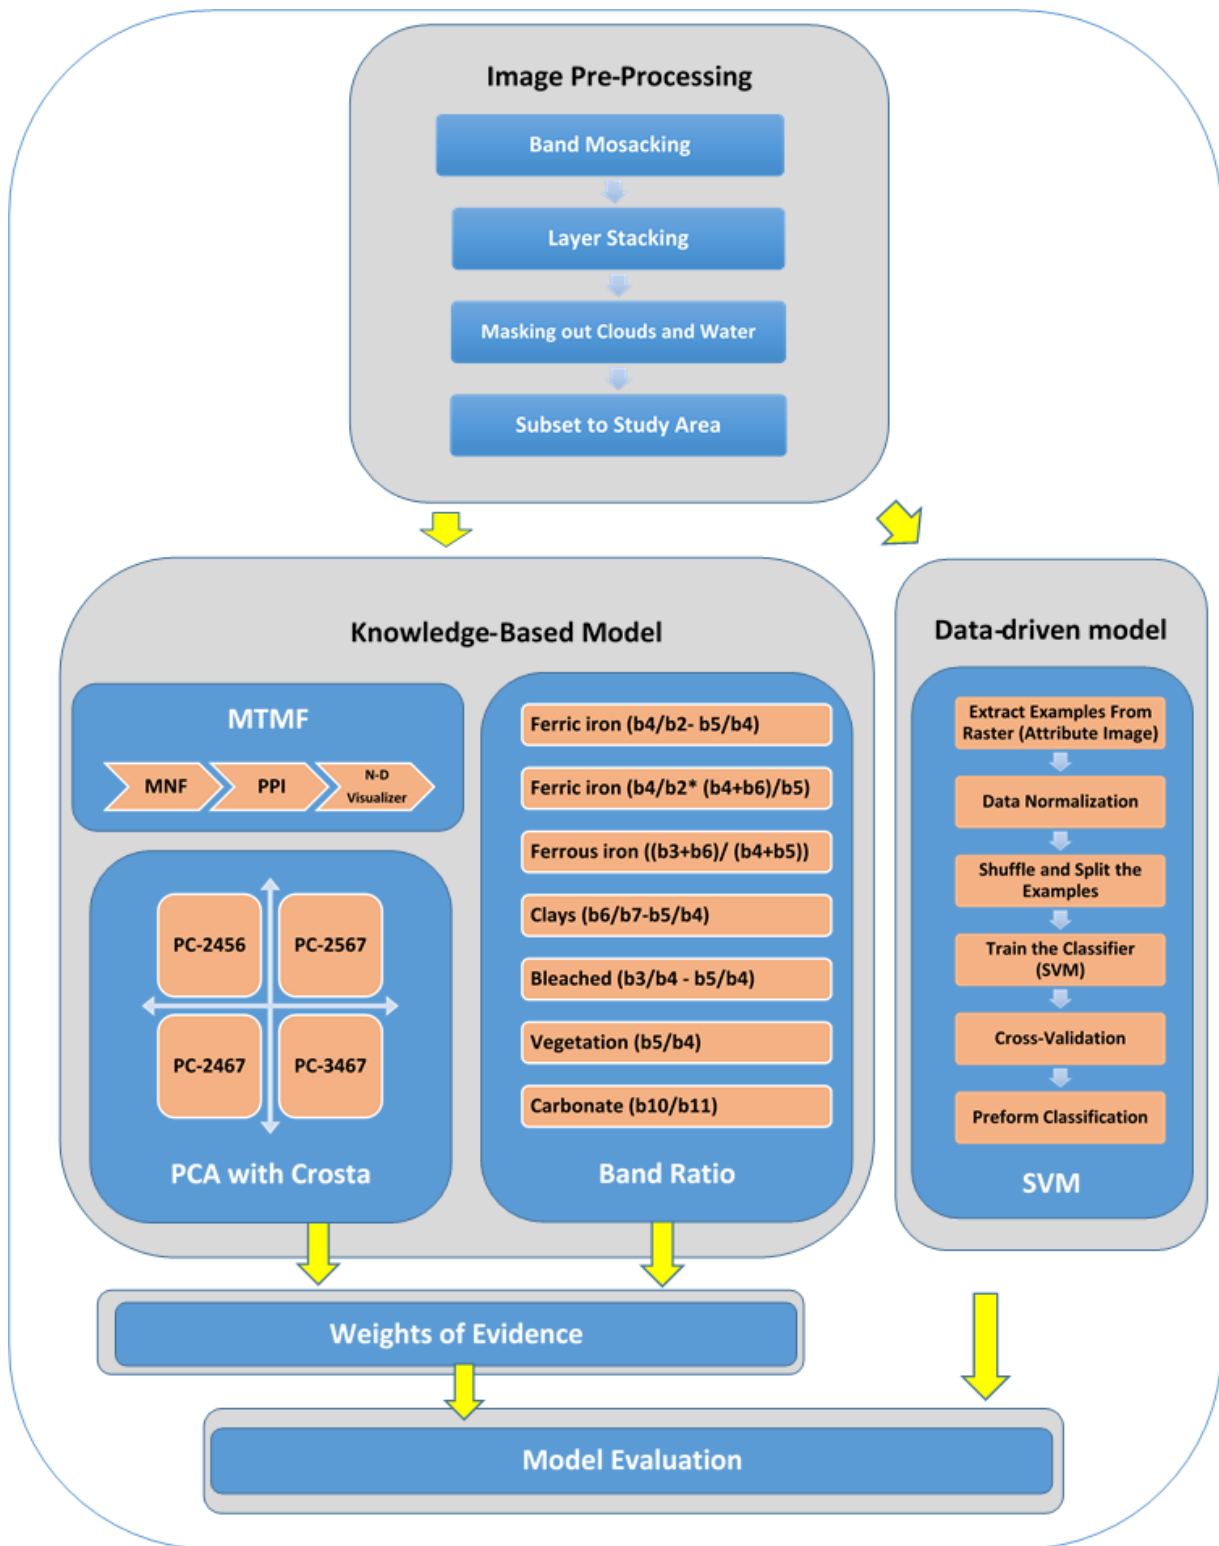 Image Pre-Processing
Band Mosacking
Layer Stacking
Masking out Clouds and Water
Subset to Study Area
Knowledge-Based Model
MTMF
MNF
PPI
N-D
Visualizer
PC-2456
PC-2567
PC-2467
PC-3467
PCA with Crosta
Ferric iron (b4/b2- b5/b4)
Ferric iron (b4/b2* (b4+b6)/b5)
Ferrous iron ((b3+b6)/ (b4+b5))
Clays (b6/b7-b5/b4)
Bleached (b3/b4 - b5/b4)
Vegetation (b5/b4)
Carbonate (b10/b11)
Band Ratio
Data-driven model
Extract Examples From
Raster (Attribute Image)
Data Normalization
Shuffle and Split the
Examples
Train the Classifier
(SVM)
Cross-Validation
Preform Classification
SVM
Weights of Evidence
Model Evaluation